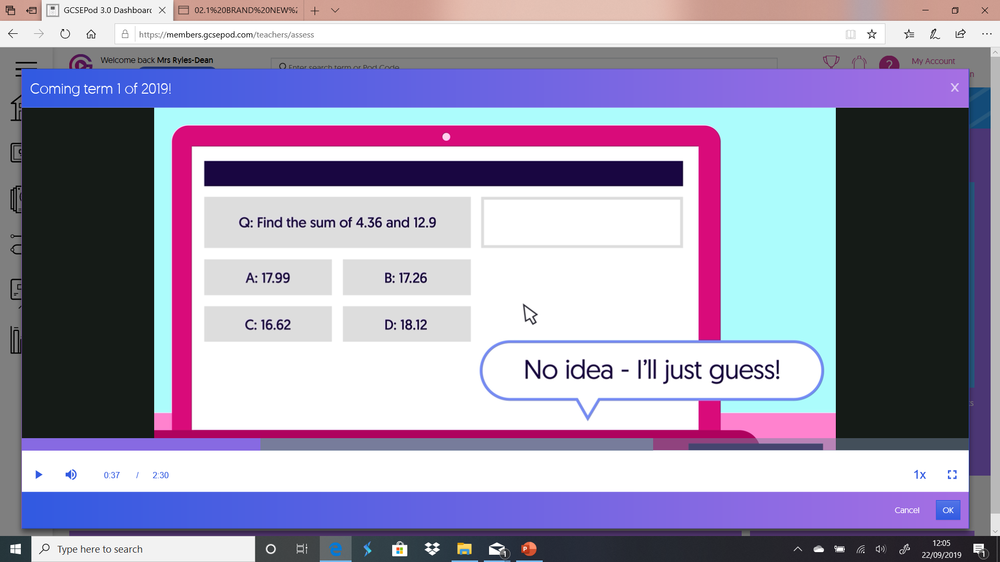 GCSEPod 3.0 Dashboard
02.1%20BRAND%20NEW%2
https://members.gcsepod.com/teachers/assess
Welcome back Mrs Ryles-Dean
Enter search term or Pod Code
?
My Account
Coming term 1 of 2019!
X
Q: Find the sum of 4.36 and 12.9
A: 17.99
B: 17.26
C: 16.62
D: 18.12
No idea - I'll just guess!
0:37 / 2:30
1x
Cancel
OK
Type here to search
1
12:05
22/09/2019
1